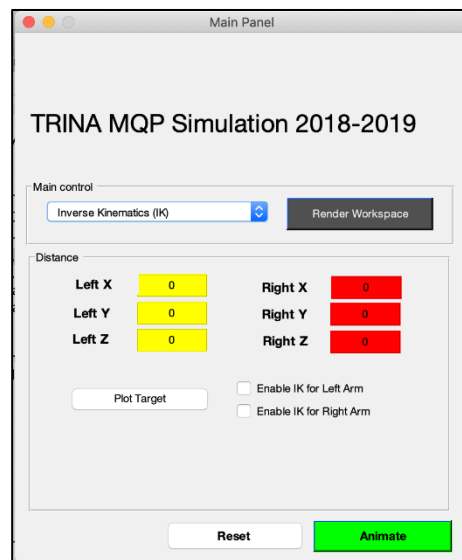 Main Panel
TRINA MQP Simulation 2018-2019
Main control
Inverse Kinematics (IK)
Render Workspace
Distance
Left X 0 Right X 0
Left Y 0 Right Y 0
Left Z 0 Right Z 0
Plot Target
Enable IK for Left Arm
Enable IK for Right Arm
Reset
Animate